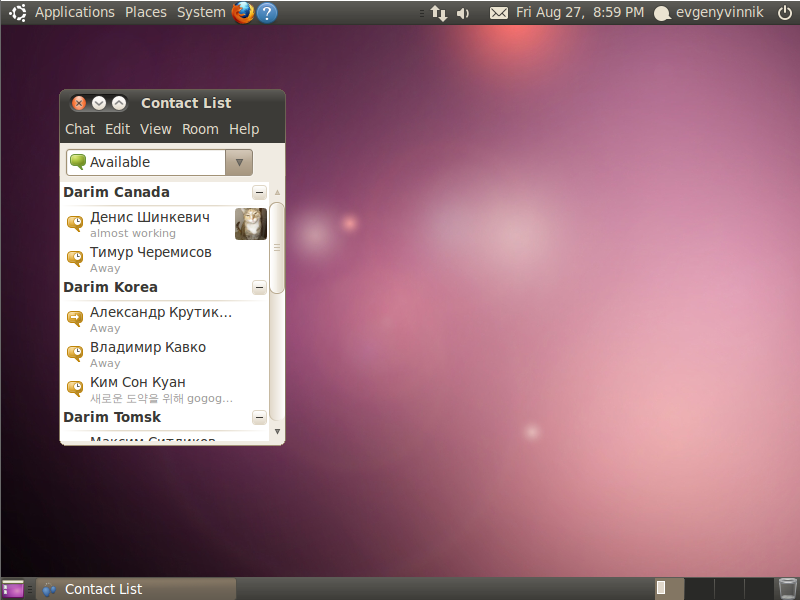 Applications Places System ? Fri Aug 27, 8:59 PM evgenyvinnik
Contact List
Chat Edit View Room Help
Available
Darim Canada
Денис Шинкевич
almost working
Тимур Черемисов
Away
Darim Korea
Александр Крутик...
Away
Владимир Кавко
Away
Ким Сон Куан
새로운 도약을 위해 gogog...
Darim Tomsk
Максим Ситдиков
Contact List